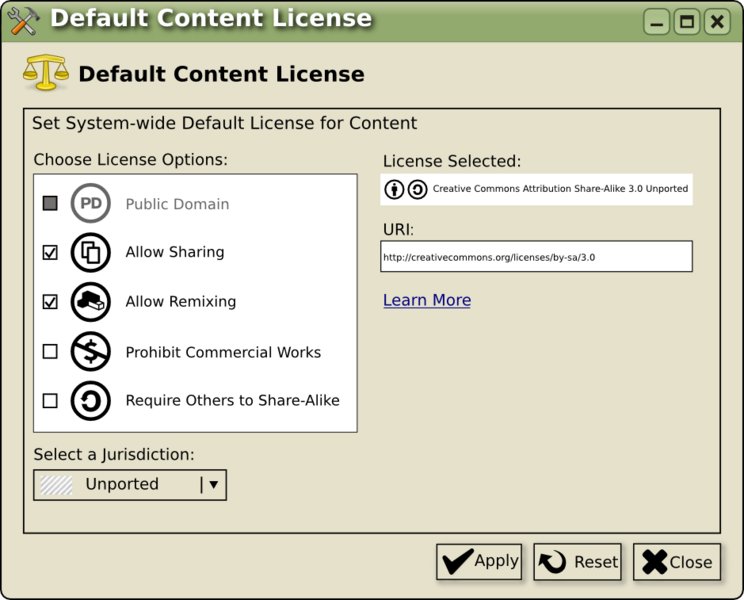 Default Content License
Default Content License
Set System-wide Default License for Content
Choose License Options:
PD Public Domain
Allow Sharing
Allow Remixing
$ Prohibit Commercial Works
Require Others to Share-Alike
Select a Jurisdiction:
Unported
License Selected:
Creative Commons Attribution Share-Alike 3.0 Unported
URI:
http://creativecommons.org/licenses/by-sa/3.0
Learn More
Apply
Reset
Close